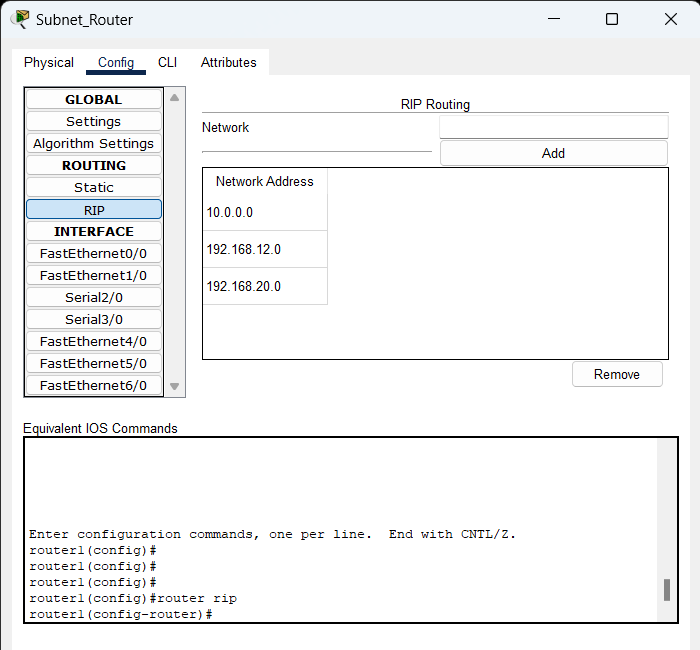 Subnet_Router
Physical Config CLI Attributes
GLOBAL
Settings
Algorithm Settings
ROUTING
Static
RIP
INTERFACE
FastEthernet0/0
FastEthernet1/0
Serial2/0
Serial3/0
FastEthernet4/0
FastEthernet5/0
FastEthernet6/0
RIP Routing
Network
Add
Network Address
10.0.0.0
192.168.12.0
192.168.20.0
Remove
Equivalent IOS Commands
Enter configuration commands, one per line.  End with CNTL/Z.
router1(config)#
router1(config)#
router1(config)#
router1(config)#router rip
router1(config-router)#